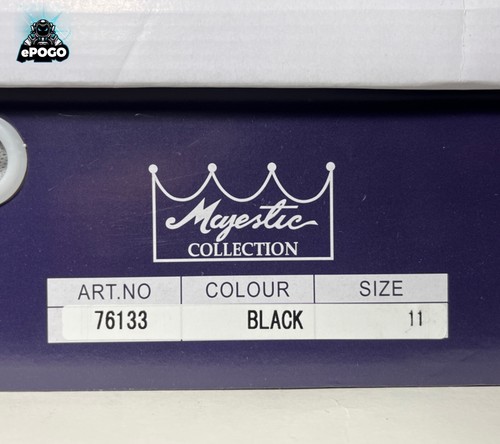 ePOGO
Majestic
COLLECTION
ART.NO COLOUR SIZE
76133 BLACK 11